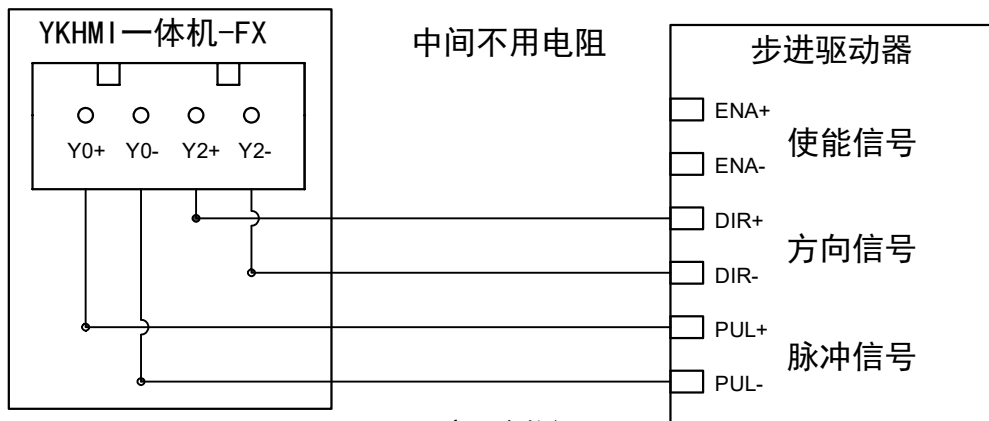 YKHMI一体机-FX
中间不用电阻
步进驱动器
Y0+ Y0- Y2+ Y2-
ENA+
使能信号
ENA-
DIR+
方向信号
DIR-
PUL+
脉冲信号
PUL-